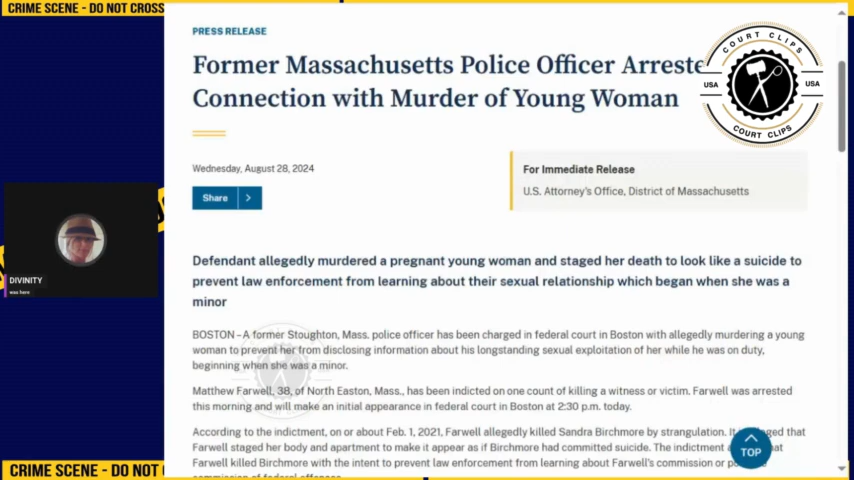 CRIME SCENE - DO NOT CROSS
PRESS RELEASE
Former Massachusetts Police Officer Arreste
Connection with Murder of Young Woman
COURT CLIPS
USA
USA
COURT CLIPS
Wednesday, August 28, 2024
For Immediate Release
Share
U.S. Attorney's Office, District of Massachusetts
Defendant allegedly murdered a pregnant young woman and staged her death to look like a suicide to
prevent law enforcement from learning about their sexual relationship which began when she was a
minor
DIVINITY
was here
BOSTON – A former Stoughton, Mass. police officer has been charged in federal court in Boston with allegedly murdering a young
woman to prevent her from disclosing information about his longstanding sexual exploitation of her while he was on duty,
beginning when she was a minor.
Matthew Farwell, 38, of North Easton, Mass., has been indicted on one count of killing a witness or victim. Farwell was arrested
this morning and will make an initial appearance in federal court in Boston at 2:30 p.m. today.
According to the indictment, on or about Feb. 1, 2021, Farwell allegedly killed Sandra Birchmore by strangulation. It is alleged that
Farwell staged her body and apartment to make it appear as if Birchmore had committed suicide. The indictment at
Farwell killed Birchmore with the intent to prevent law enforcement from learning about Farwell's commission or
TOP
CRIME SCENE - DO NOT